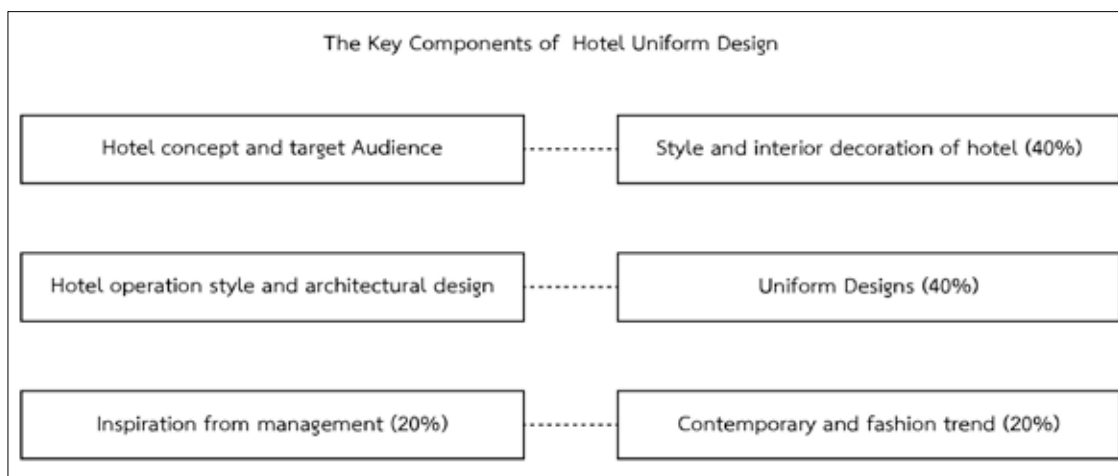 The Key Components of Hotel Uniform Design
Hotel concept and target Audience
Style and interior decoration of hotel (40%)
Hotel operation style and architectural design
Uniform Designs (40%)
Inspiration from management (20%)
Contemporary and fashion trend (20%)